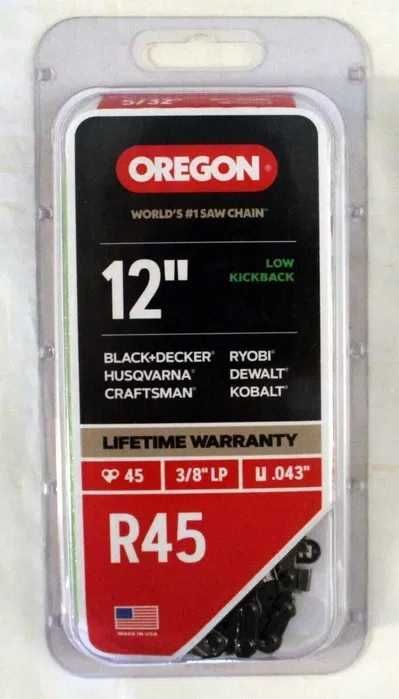 5/32"
OREGON®
WORLD'S #1 SAW CHAIN™
12"
LOW
KICKBACK
BLACK+DECKER® RYOBI®
HUSQVARNA® DEWALT®
CRAFTSMAN® KOBALT®
LIFETIME WARRANTY
45 3/8" LP .043"
R45
MADE IN USA